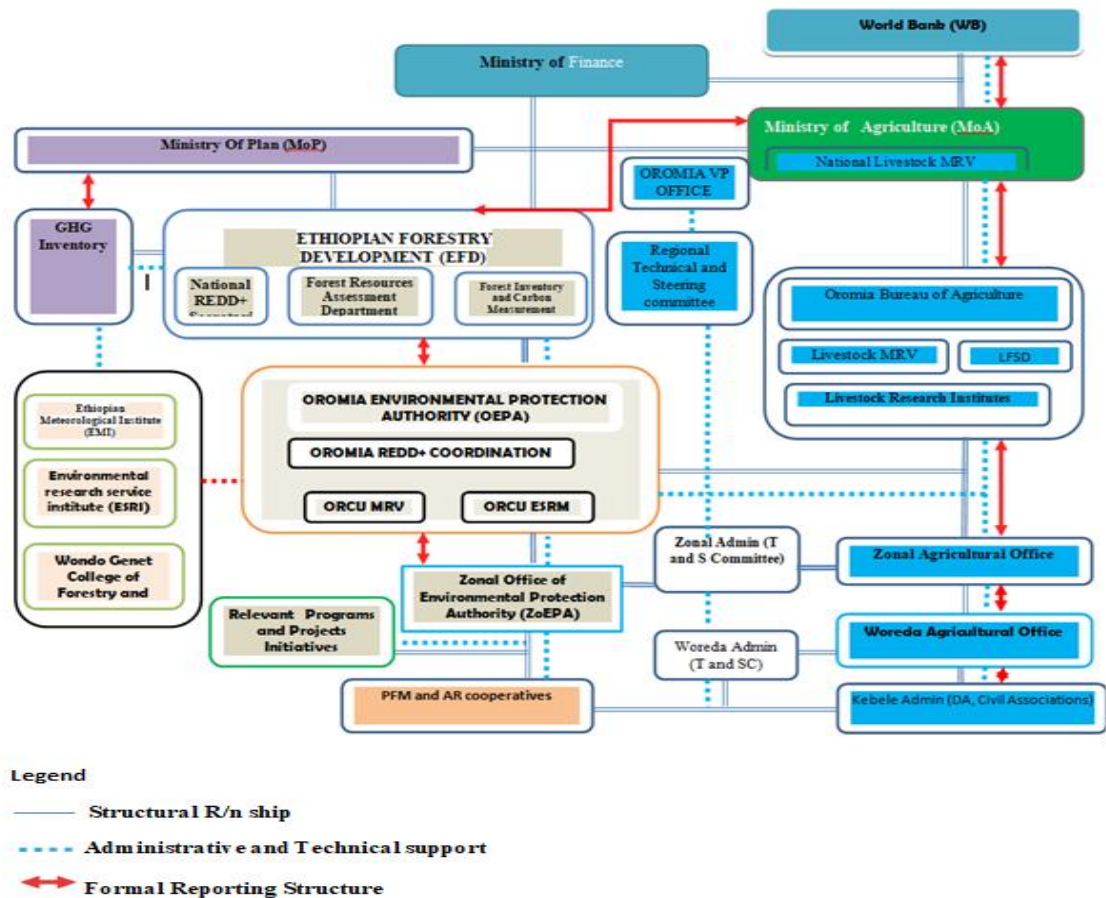 World Bank (WB)
Ministry of Finance
Ministry of Agriculture (MoA)
National Livestock MRV
Ministry Of Plan (MoP)
OROMIA VP
OFFICE
GHG
Inventory
ETHIOPIAN FORESTRY
DEVELOPMENT (EFD)
National
REDD+
Forest Resources
Assessment
Department
Forest Inventory
and Carbon
Measurement
Regional
Technical and
Steering
committee
Oromia Bureau of Agriculture
Livestock MRV
LFSD
Livestock Research Institutes
Ethiopian
Meteorological Institute
(EMI)
Environmental
research service
institute (ESRI)
Wondo Genet
College of
Forestry and
OROMIA ENVIRONMENTAL PROTECTION
AUTHORITY (OEPA)
OROMIA REDD+ COORDINATION
ORCU MRV
ORCU ESRM
Zonal Admin (T
and S Committee)
Zonal Agricultural Office
Zonal Office of
Environmental Protection
Authority (ZoEPA)
Relevant Programs
and Projects
Initiatives
Woreda Admin
(T and SC)
Woreda Agricultural Office
PFM and AR cooperatives
Kebele Admin (DA, Civil Associations)
Legend
Structural R/n ship
Administrative and Technical support
Formal Reporting Structure